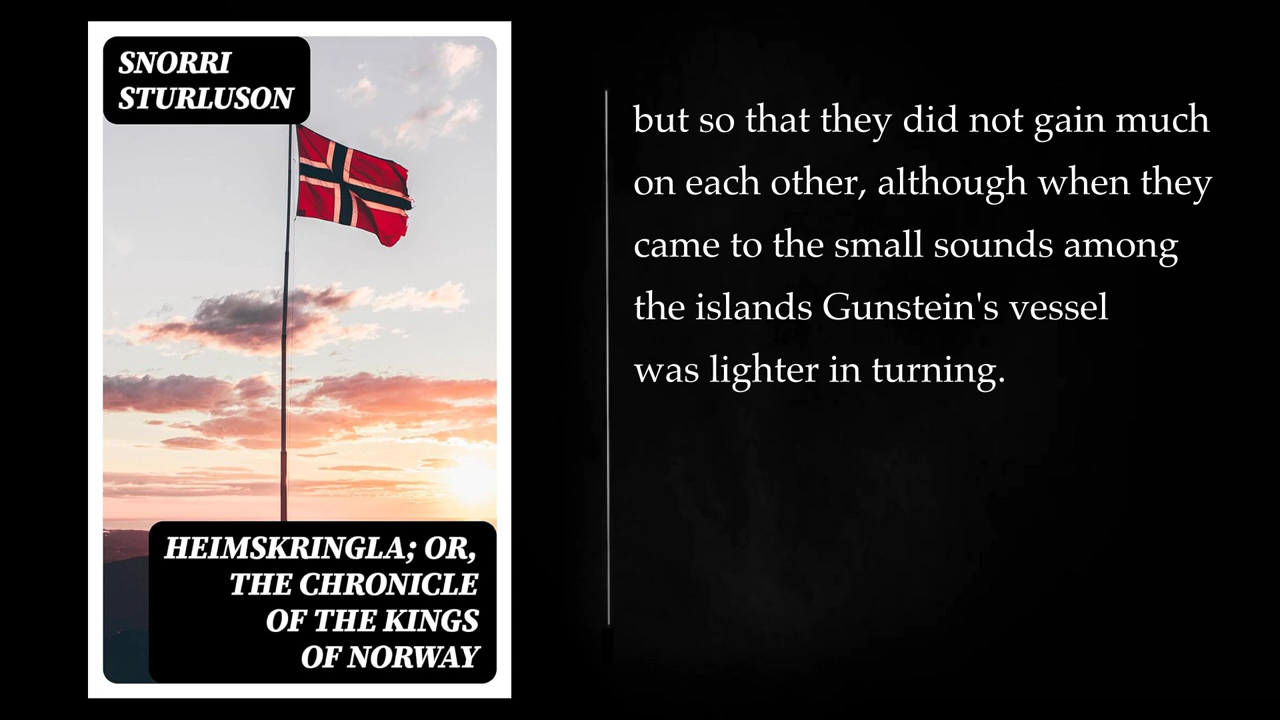 SNORRI
STURLUSON
HEIMSKRINGLA; OR,
THE CHRONICLE
OF THE KINGS
OF NORWAY
but so that they did not gain much
on each other, although when they
came to the small sounds among
the islands Gunstein's vessel
was lighter in turning.